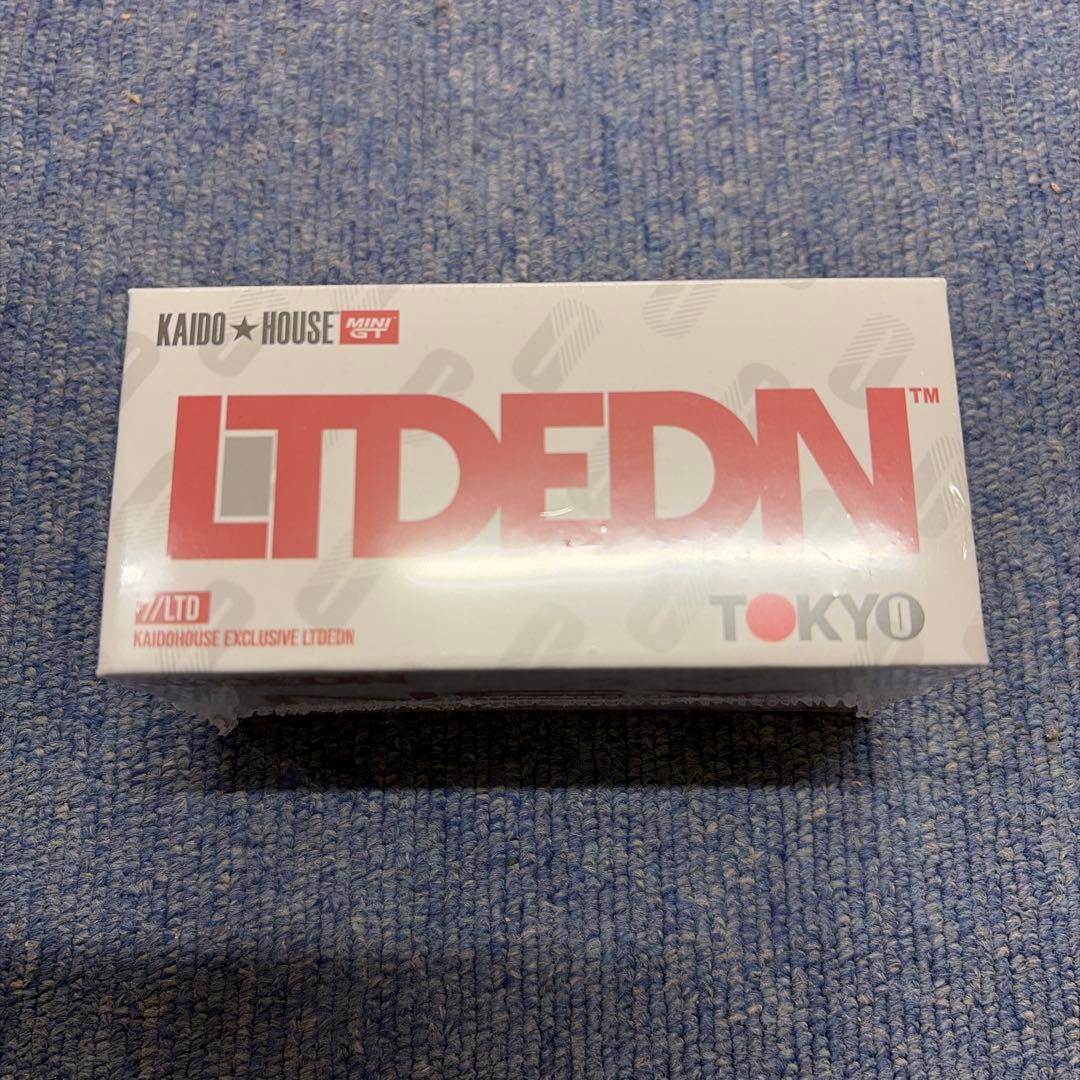 KAIDO★HOUSE MINI GT
LTDEDN™
///LTD
KAIDOHOUSE EXCLUSIVE LTDEDN
TOKYO